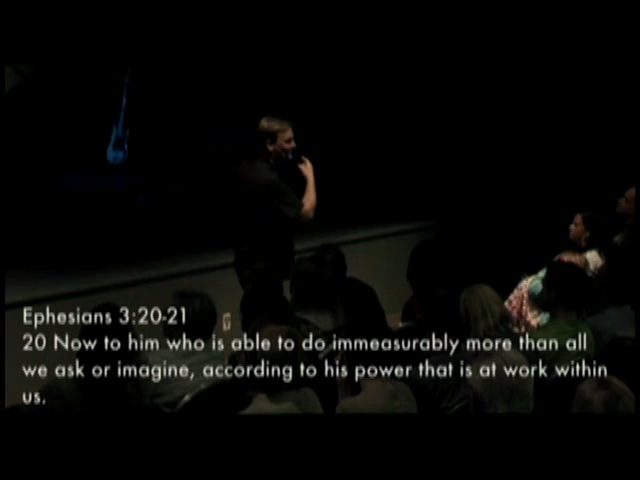 Ephesians 3:20-21
20 Now to him who is able to do immeasurably more than all
we ask or imagine, according to his power that is at work within
us,